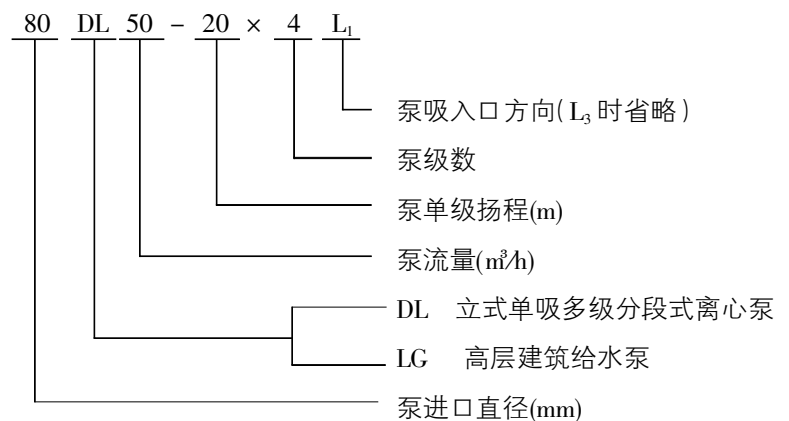 80 DL 50 - 20 × 4 L₁
泵吸入口方向(L₃时省略)
泵级数
泵单级扬程(m)
泵流量(m³/h)
DL 立式单吸多级分段式离心泵
LG 高层建筑给水泵
泵进口直径(mm)